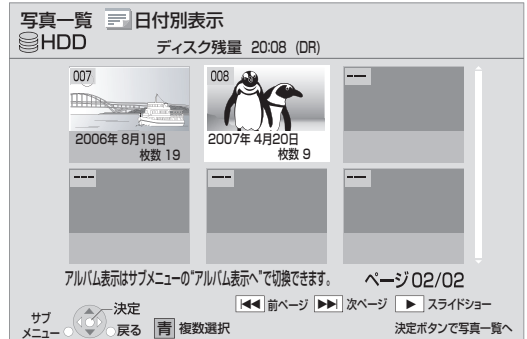 写真一覧 日付別表示
HDD ディスク残量 20:08 (DR)
007 008 ---
2006年 8月19日 2007年 4月20日
枚数 19 枚数 9
--- --- ---
アルバム表示はサブメニューの"アルバム表示へ"で切換できます。 ページ 02/02
前ページ 次ページ スライドショー
サブ
メニュー
決定
戻る
青 複数選択 決定ボタンで写真一覧へ